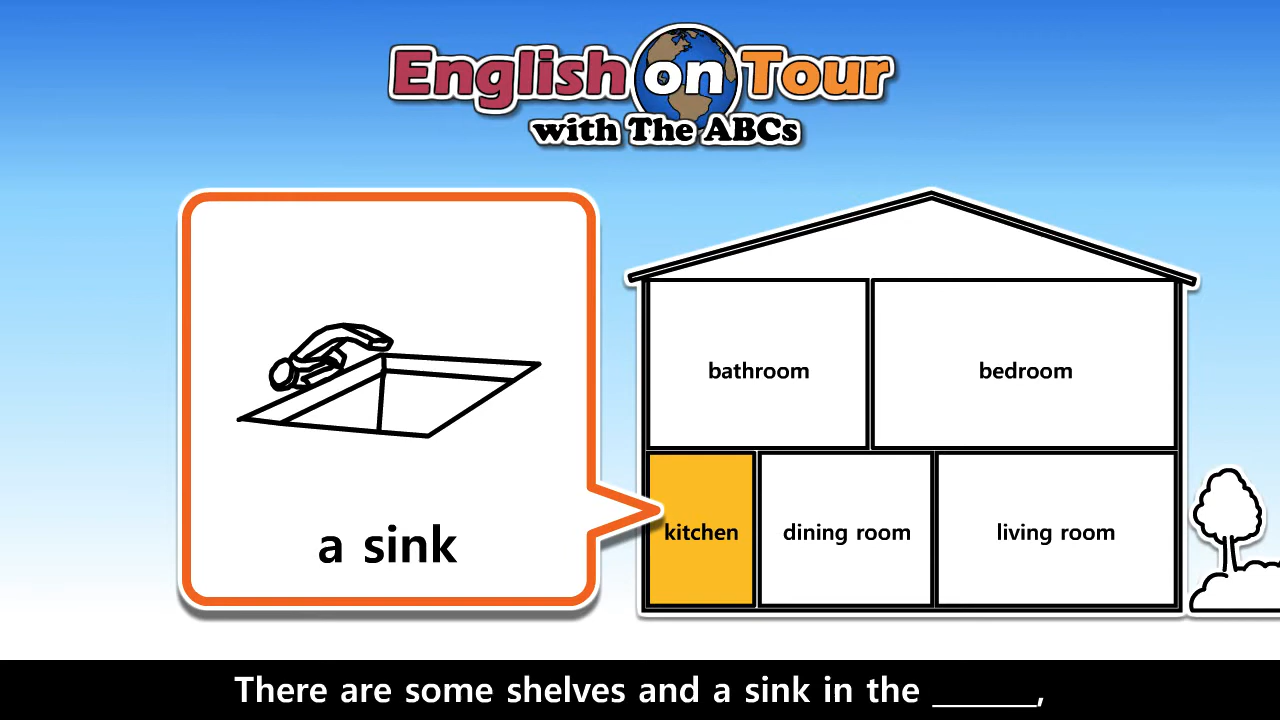 English on Tour
with The ABCs
bathroom
bedroom
a sink
kitchen
dining room
living room
There are some shelves and a sink in the ______,